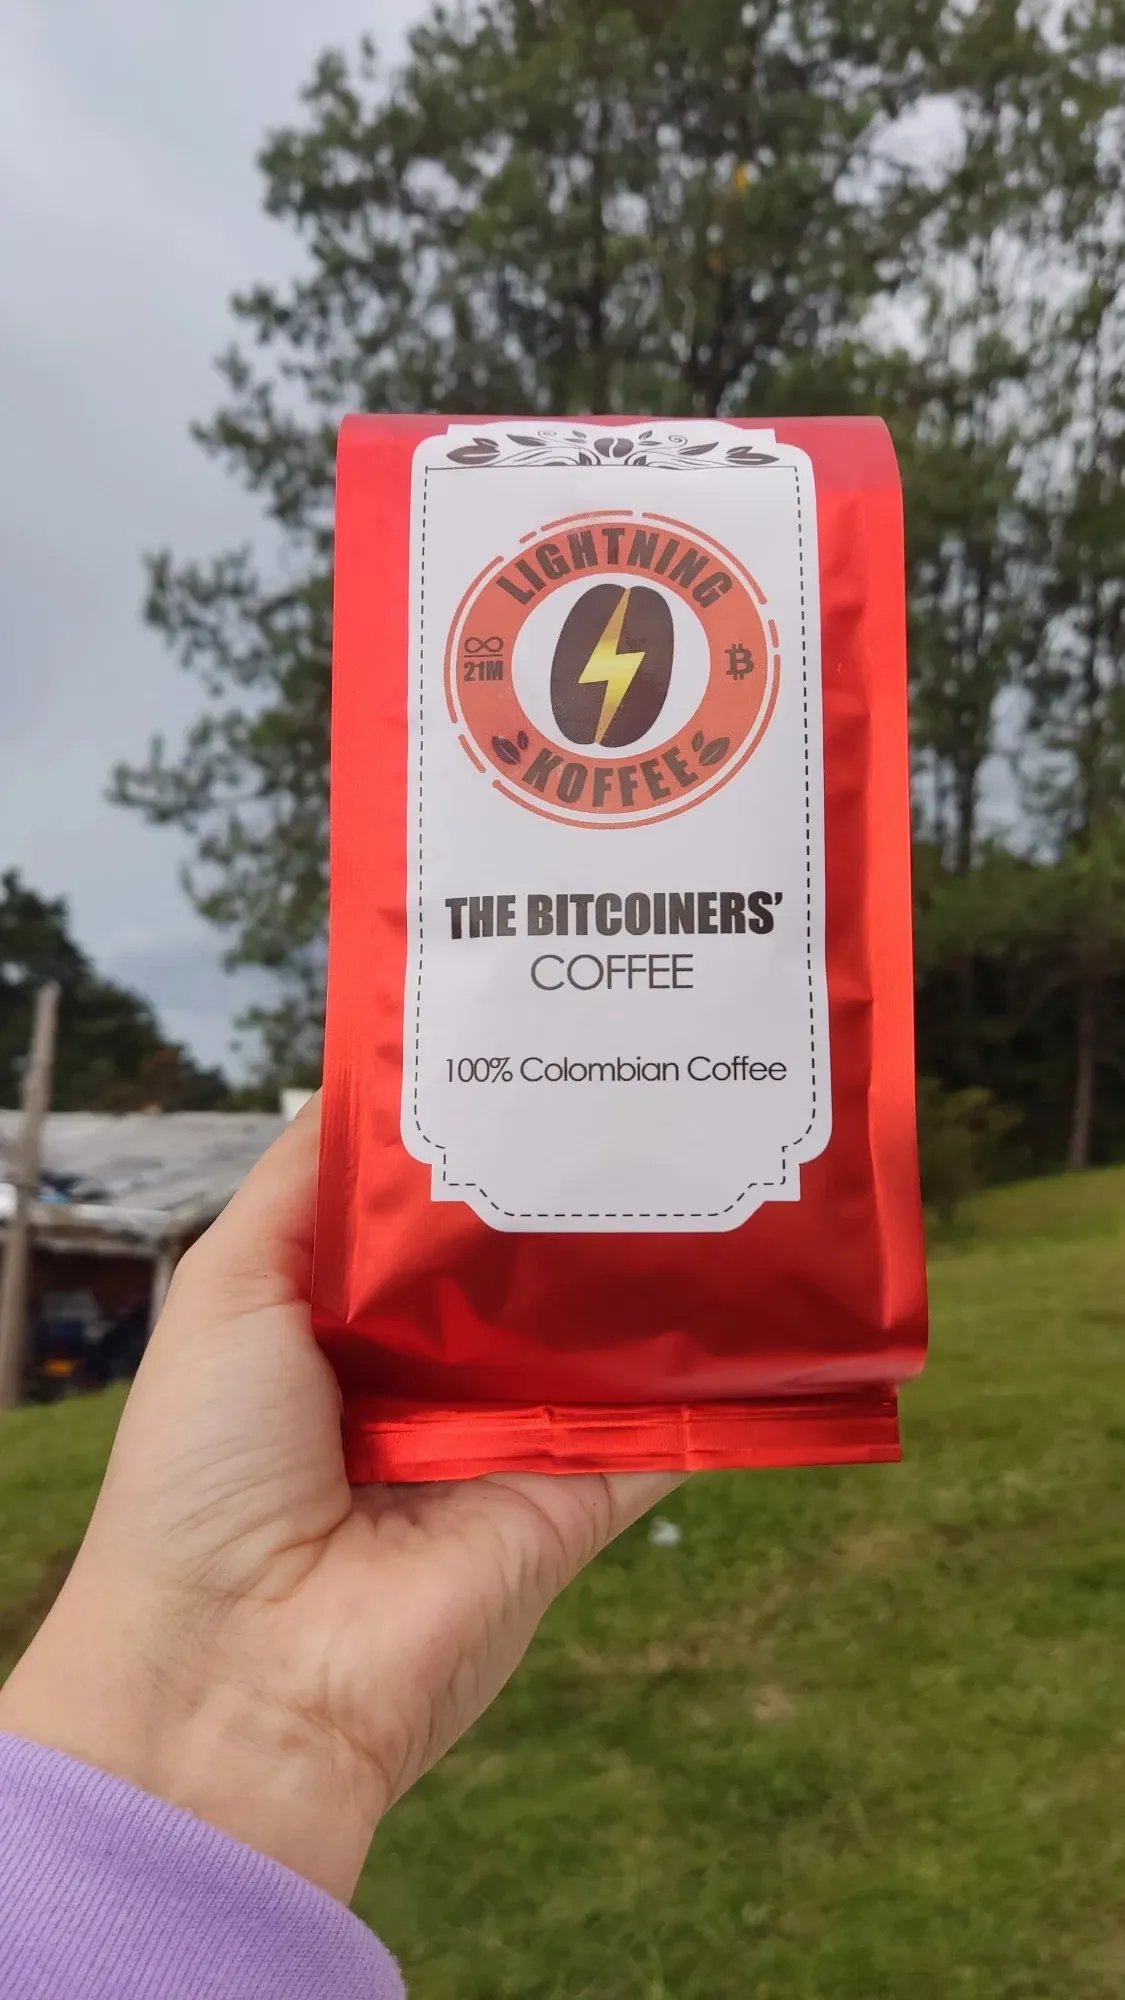 LIGHTNING
∞
21M
₿
KOFFEE
THE BITCOINERS’
COFFEE
100% Colombian Coffee